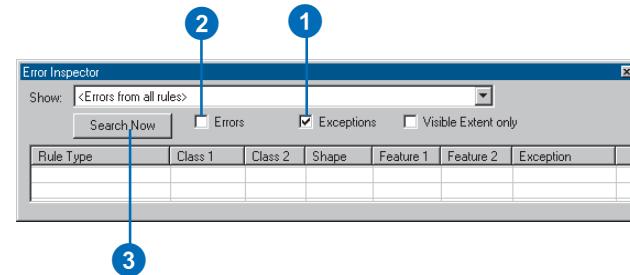 2 1
Error Inspector
Show: <Errors from all rules>
Search Now Errors Exceptions Visible Extent only
Rule Type Class 1 Class 2 Shape Feature 1 Feature 2 Exception
3